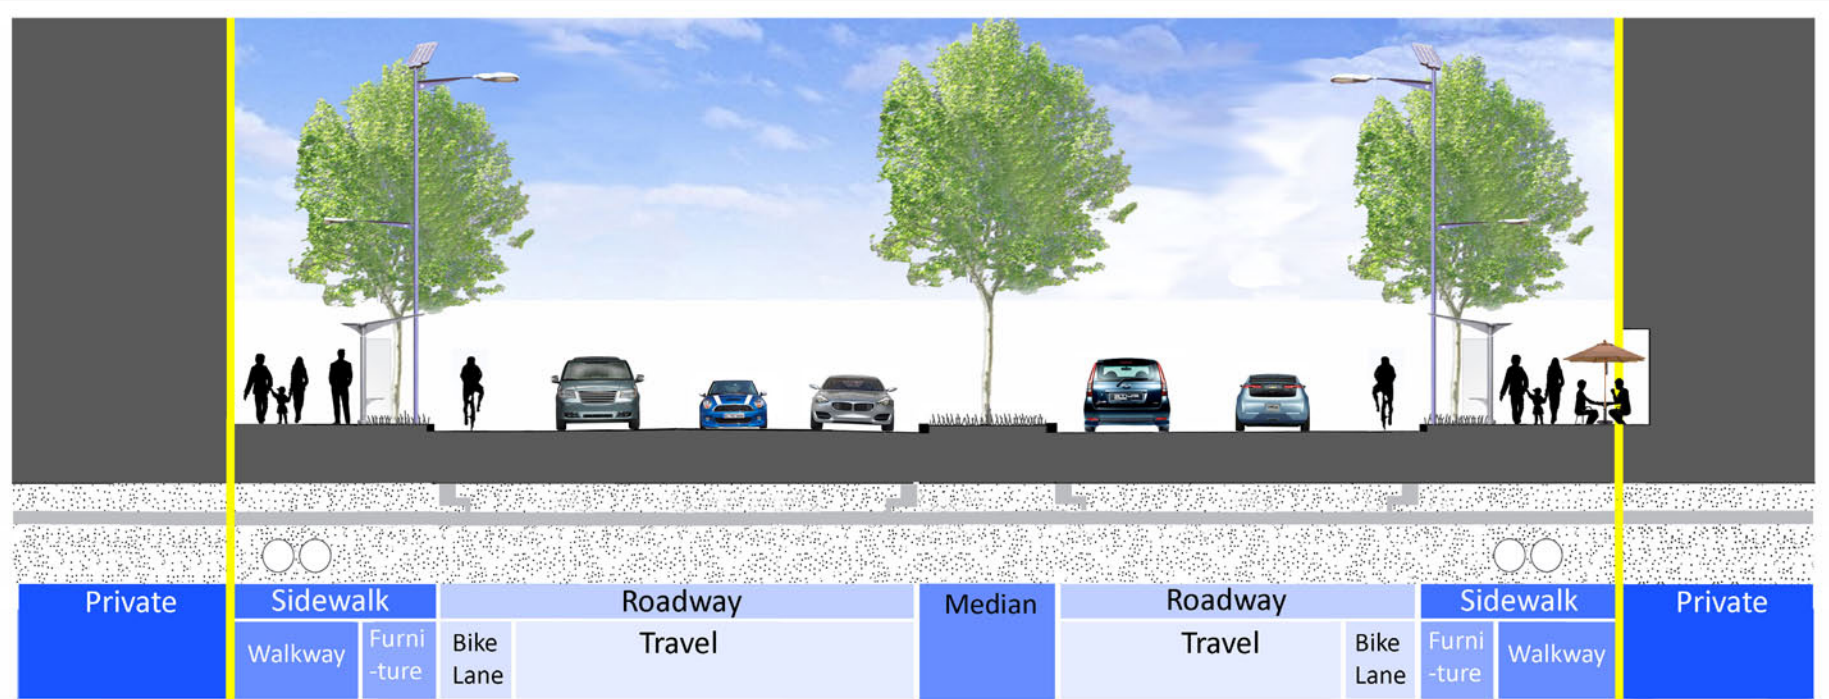 Private
Sidewalk
Roadway
Median
Roadway
Sidewalk
Private
Walkway
Furni
-ture
Bike
Lane
Travel
Travel
Bike
Lane
Furni
-ture
Walkway